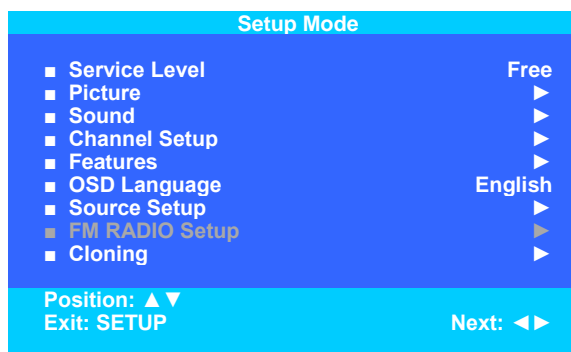 Setup Mode
■ Service Level Free
■ Picture ►
■ Sound ►
■ Channel Setup ►
■ Features ►
■ OSD Language English
■ Source Setup ►
■ FM RADIO Setup ►
■ Cloning ►
Position: ▲▼
Exit: SETUP Next: ◄►